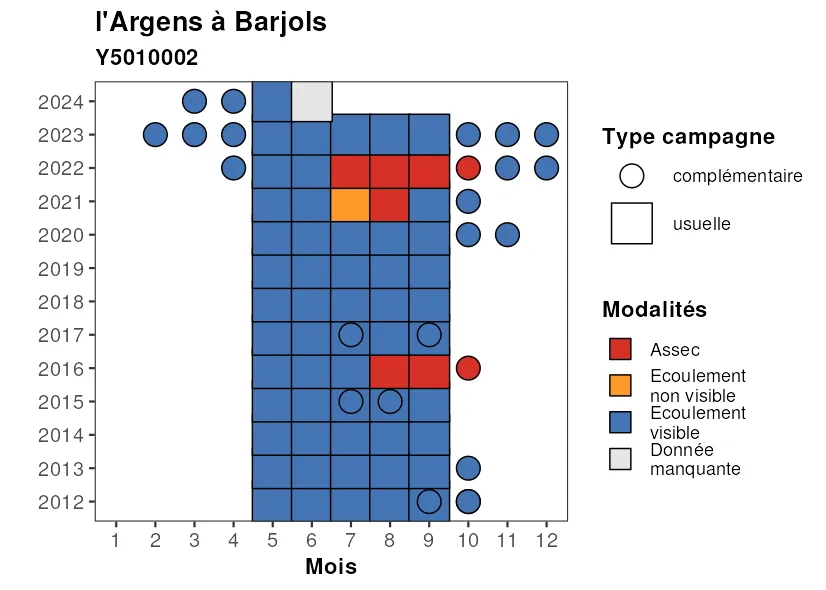 l'Argens à Barjols
Y5010002
2024
2023
2022
2021
2020
2019
2018
2017
2016
2015
2014
2013
2012
1 2 3 4 5 6 7 8 9 10 11 12
Mois
Type campagne
complémentaire
usuelle
Modalités
Assec
Ecoulement
non visible
Ecoulement
visible
Donnée
manquante